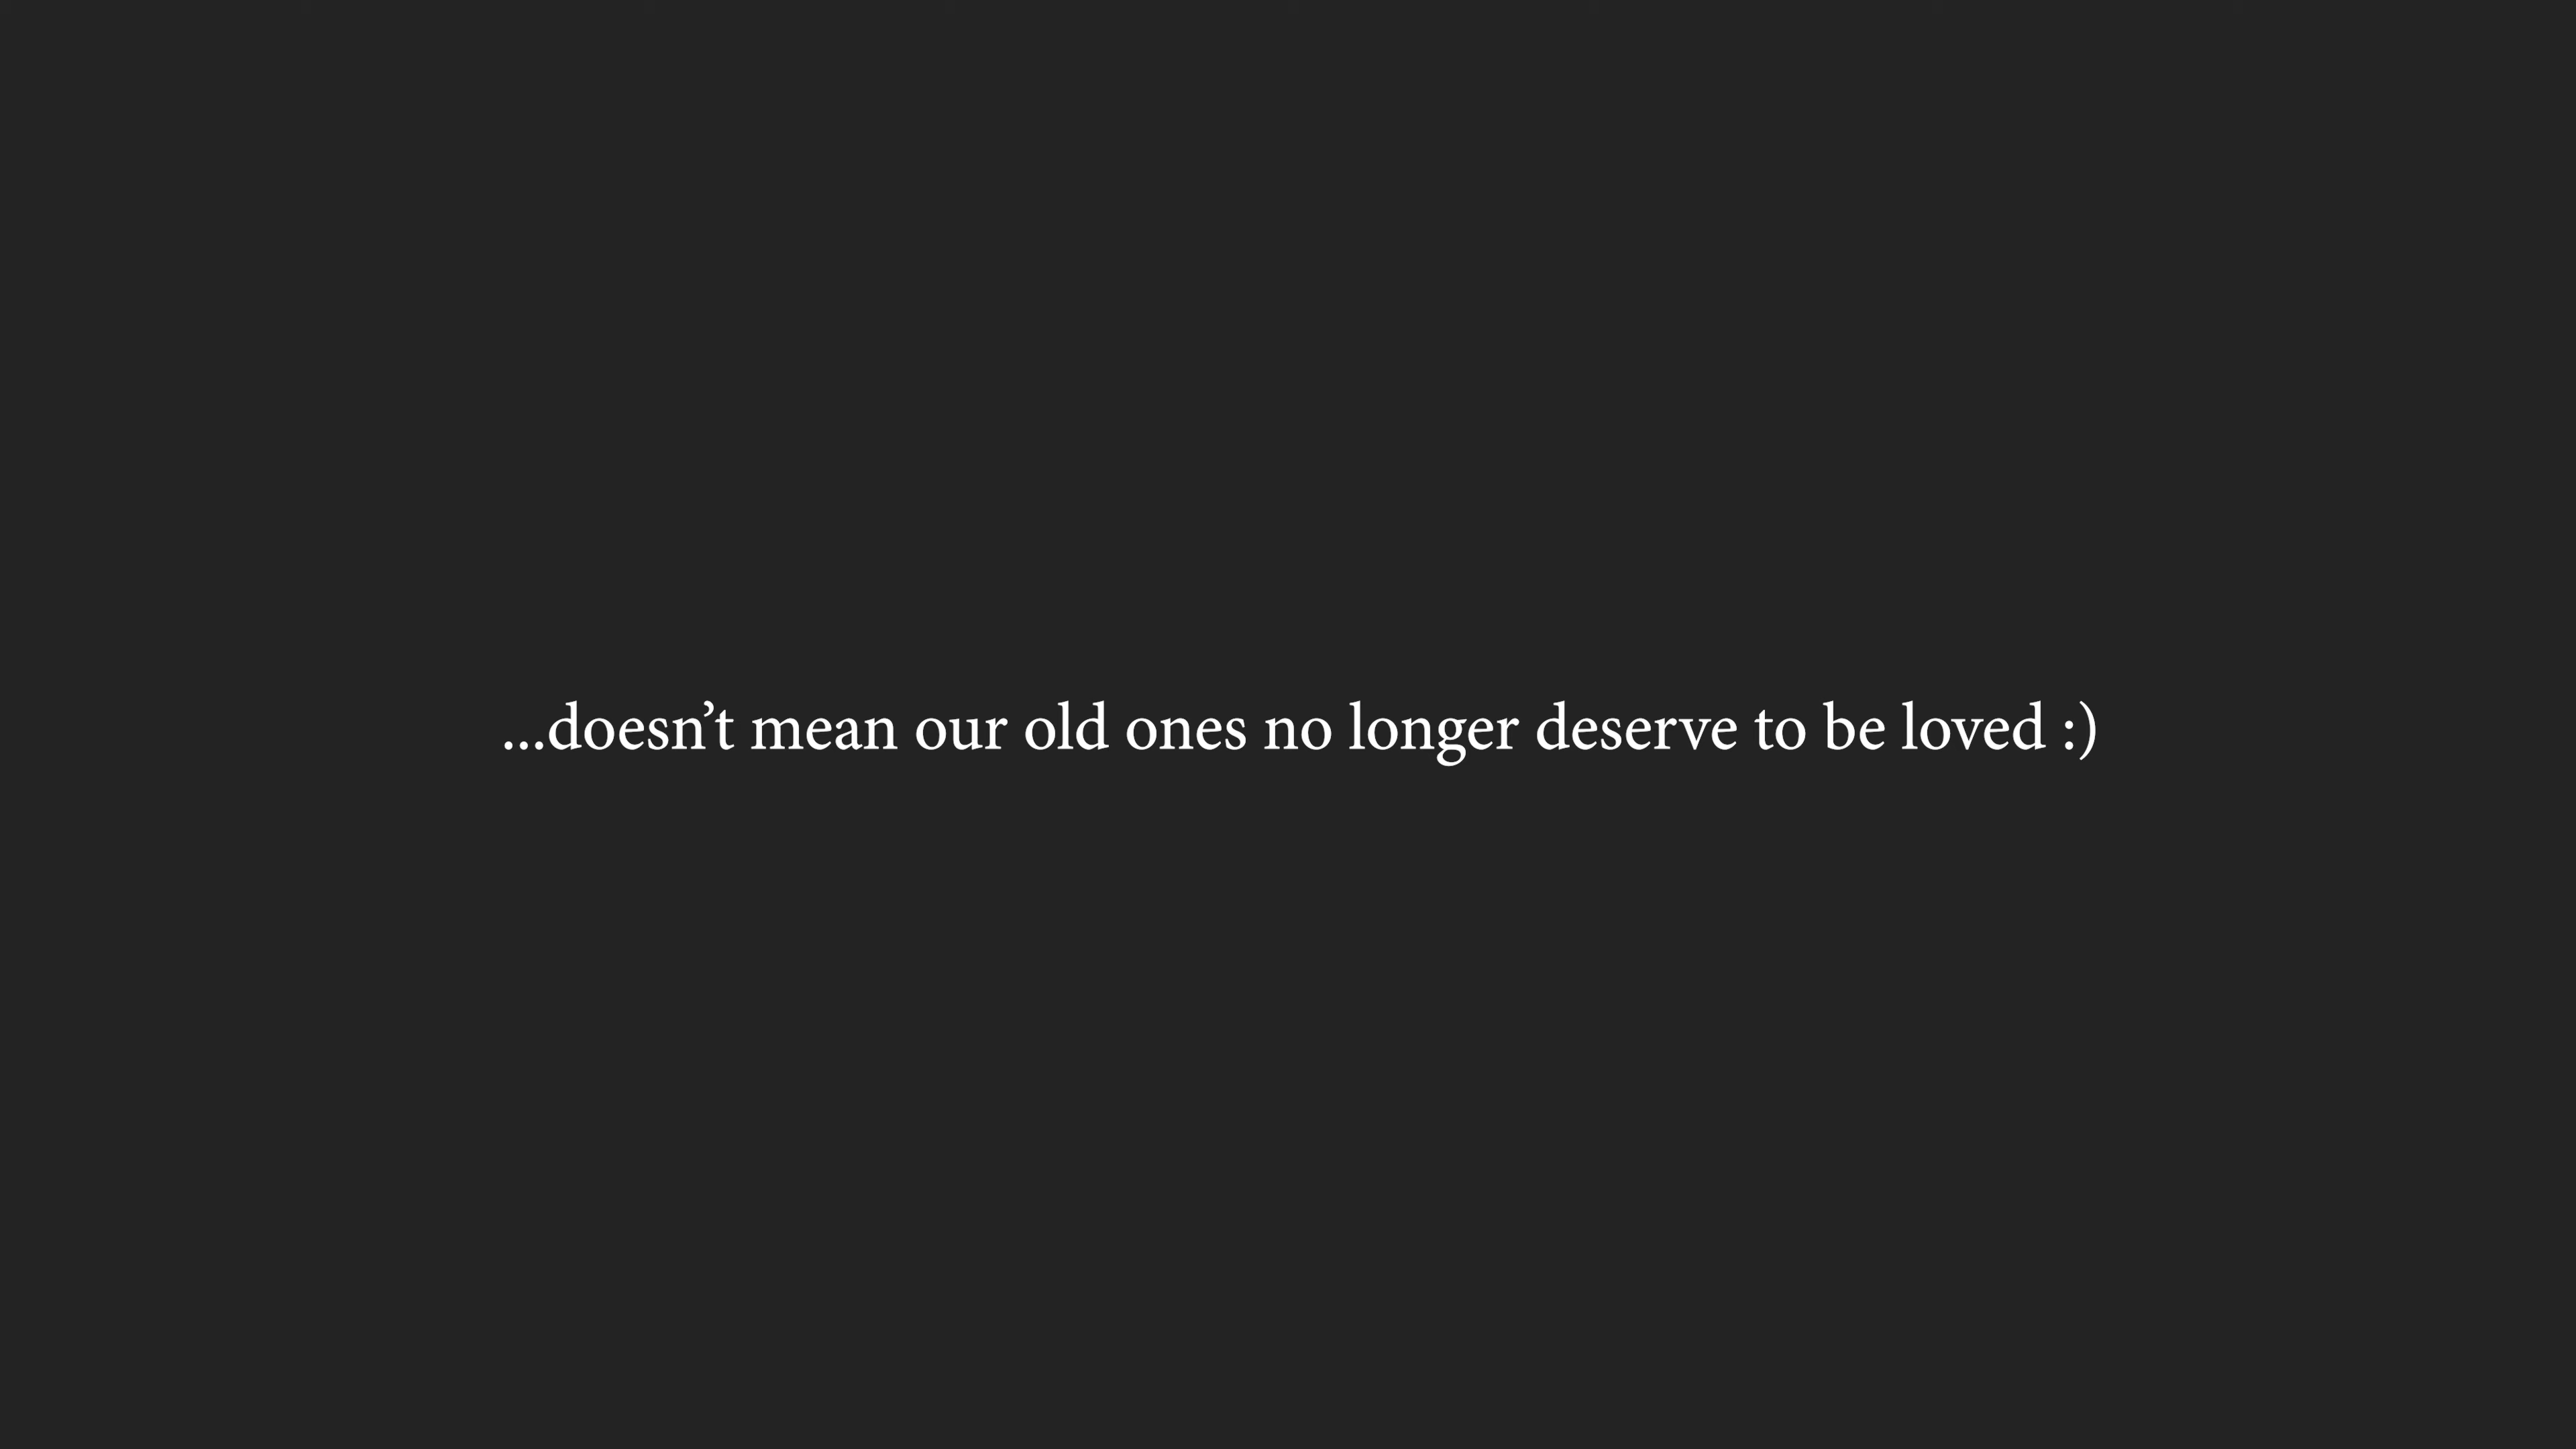 ...doesn’t mean our old ones no longer deserve to be loved :)